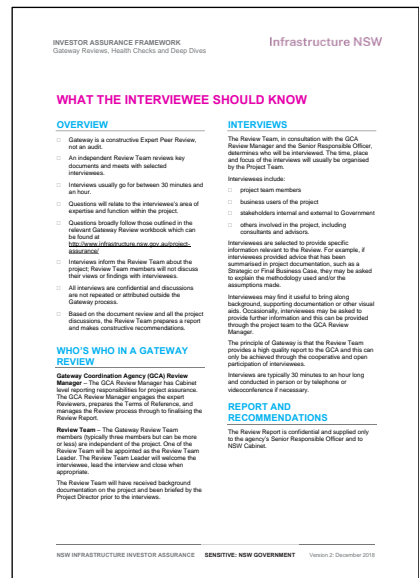 INVESTOR ASSURANCE FRAMEWORK
Gateway Reviews, Health Checks and Deep Dives
Infrastructure NSW
WHAT THE INTERVIEWEE SHOULD KNOW
OVERVIEW
Gateway is a constructive Expert Peer Review,
not an audit.
An independent Review Team reviews key
documents and meets with selected
interviewees.
Interviews usually go for between 30 minute and
an hour.
Questions will relate to the interviewee's area of
expertise and function within the project.
Questions broadly follow those outlined in the
relevant Gateway Review workbook which can
be found at
http://www.infrastructure.nsw.gov.au/project-
assurance/
Interviews inform the Review Team about the
project; Review Team members will not discuss
their views or findings with interviewees.
All interviews are confidential and discussions
are not repeated or attributed outside the
Gateway process.
Based on the document review and all the project
discussions, the Review Team prepares a report
and makes constructive recommendations.
WHO'S WHO IN A GATEWAY
REVIEW
Gateway Coordination Agency (GCA) Review
Manager – The GCA Review Manager has Cabinet
level reporting responsibilities for project assurance.
The GCA Review Manager engages the expert
Reviewers, prepares the Terms of Reference, and
manages the Review process through to finalising the
Review Report.
Review Team – The Gateway Review Team
members (typically three members but can be more
or less) are independent of the project. One of the
Review Team will be appointed as the Review Team
Leader. The Review Team Leader will welcome the
interviewee, lead the interview and close when
appropriate.
The Review Team will have received background
documentation on the project and been briefed by the
Project Director prior to the interviews.
INTERVIEWS
The Review Team, in consultation with the GCA
Review Manager and the Senior Responsible Officer,
determines who will be interviewed. The time, place
and focus of the interviews will usually be organised
by the Project Team.
Interviewees include:
project team members
business users of the project
stakeholders internal and external to Government
others involved in the project, including
consultants and advisors.
Interviewees are selected to provide specific
information relevant to the Review. For example, if
interviewees provided advice that has been
summarised in project documentation, such as a
Strategic or Final Business Case, they may be asked
to explain the methodology used and/or the
assumptions made.
Interviewees may find it useful to bring along
background, supporting documentation or other visual
aids. Occasionally, interviewees may be asked to
provide further information and this can be provided
through the project team to the GCA Review
Manager.
The principle of Gateway is that the Review Team
provides a high quality report to the GCA and this can
only be achieved through the cooperative and open
participation of interviewees.
Interviews are typically 30 minutes to an hour long
and conducted in person or by telephone or
videoconference if necessary.
REPORT AND
RECOMMENDATIONS
The Review Report is confidential and supplied only
to the agency's Senior Responsible Officer and to
NSW Cabinet.
NSW INFRASTRUCTURE INVESTOR ASSURANCE SENSITIVE: NSW GOVERNMENT Version 2: December 2018